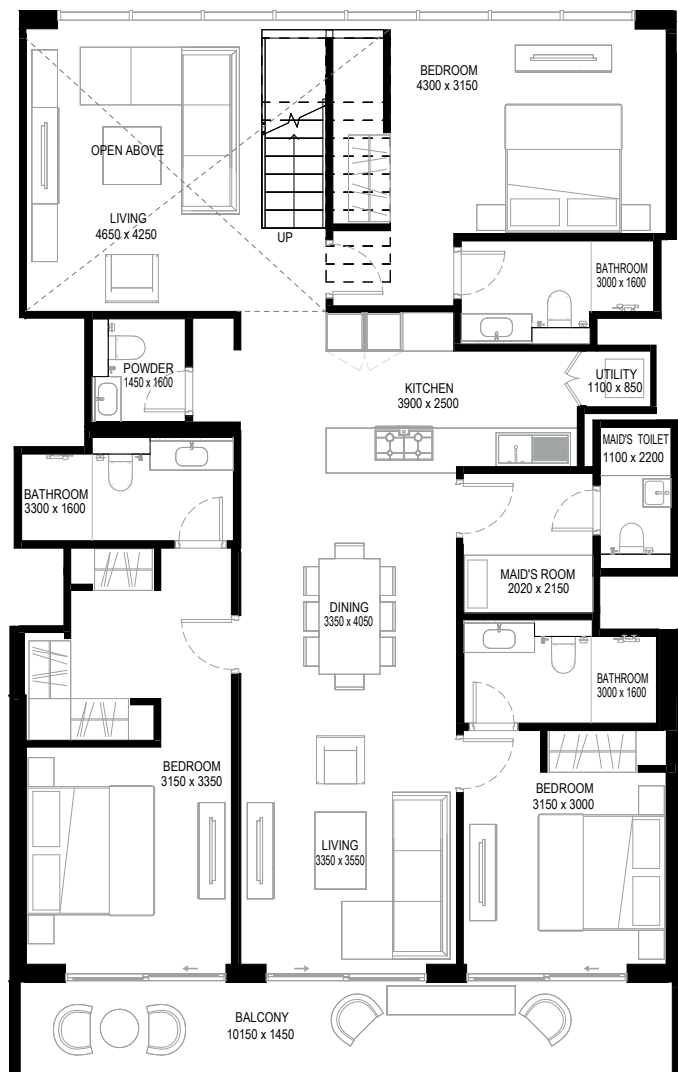 BEDROOM
4300 x 3150
OPEN ABOVE
LIVING
4650 x 4250
UP
BATHROOM
3000 x 1600
POWDER
1450 x 1600
KITCHEN
3900 x 2500
UTILITY
1100 x 850
MAID'S TOILET
1100 x 2200
BATHROOM
3300 x 1600
MAID'S ROOM
2020 x 2150
DINING
3350 x 4050
BATHROOM
3000 x 1600
BEDROOM
3150 x 3350
BEDROOM
3150 x 3000
LIVING
3350 x 3550
BALCONY
10150 x 1450